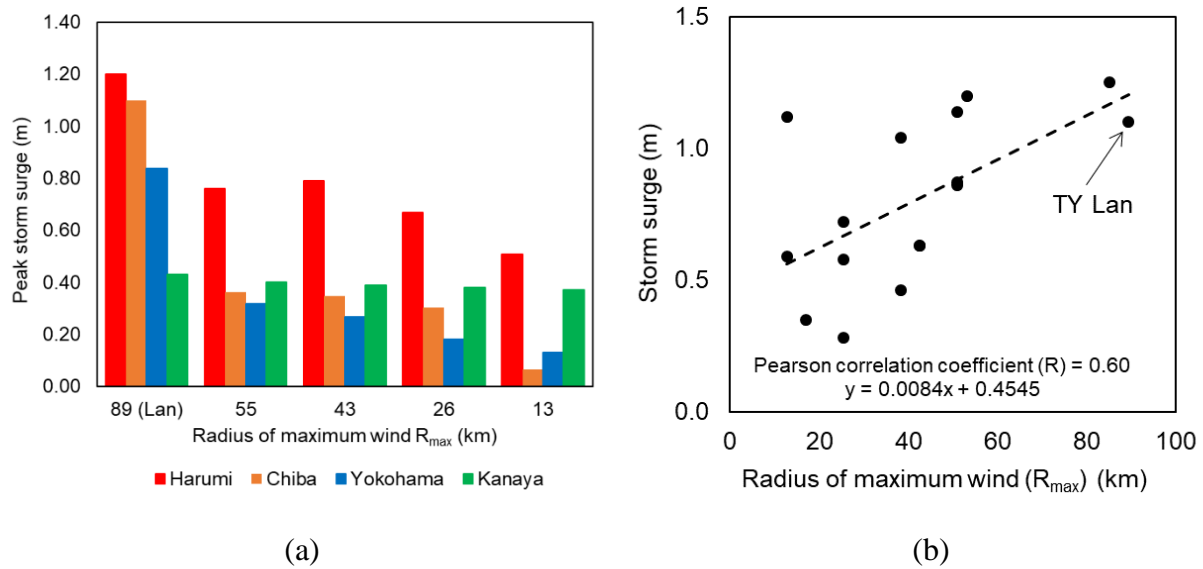 1.40
1.20
1.00
0.80
0.60
0.40
0.20
0.00
Peak storm surge (m)
89 (Lan) 55 43 26 13
Radius of maximum wind Rmax (km)
Harumi Chiba Yokohama Kanaya
(a)
1.5
1.0
0.5
0.0
Storm surge (m)
TY Lan
Pearson correlation coefficient (R) = 0.60
y = 0.0084x + 0.4545
0 20 40 60 80 100
Radius of maximum wind (Rmax) (km)
(b)